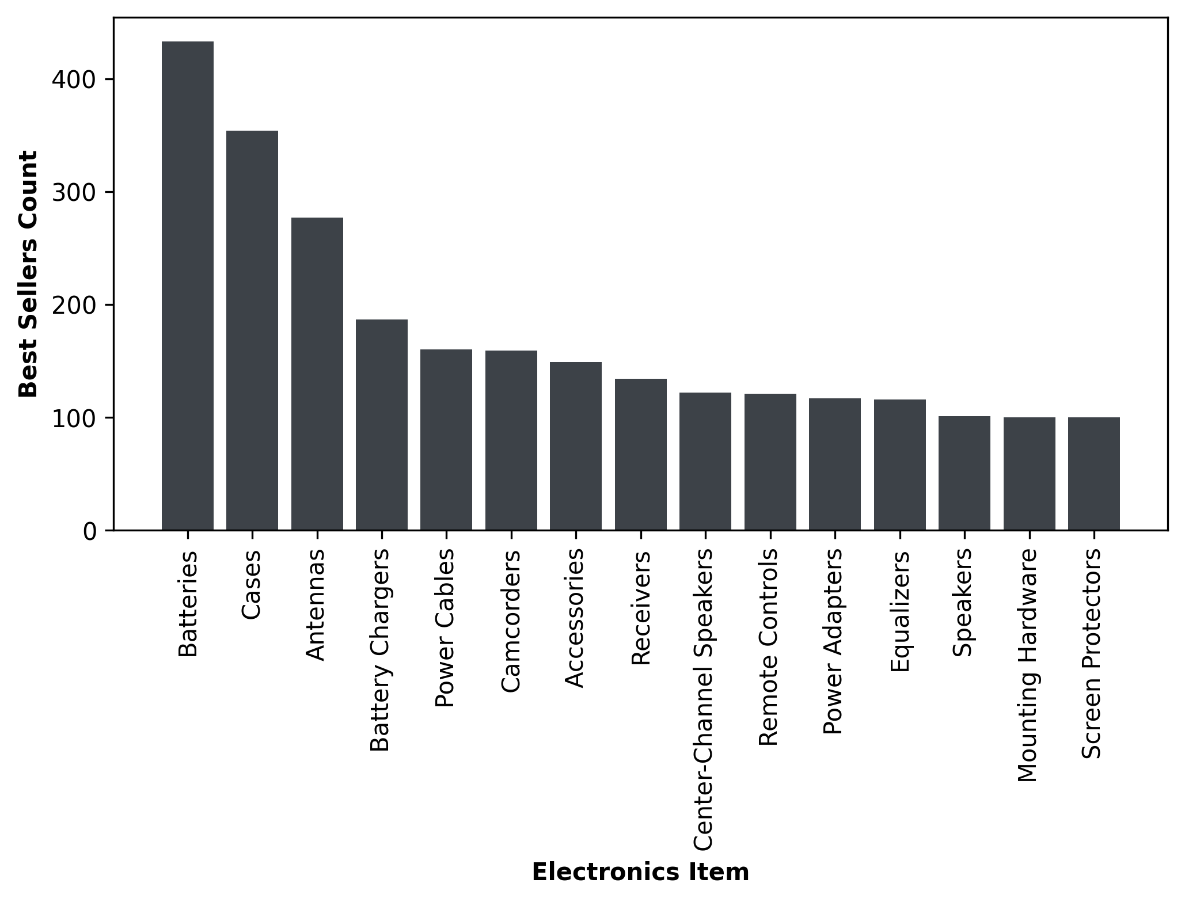 Best Sellers Count
400
300
200
100
0
Batteries
Cases
Antennas
Battery Chargers
Power Cables
Camcorders
Accessories
Receivers
Center-Channel Speakers
Remote Controls
Power Adapters
Equalizers
Speakers
Mounting Hardware
Screen Protectors
Electronics Item